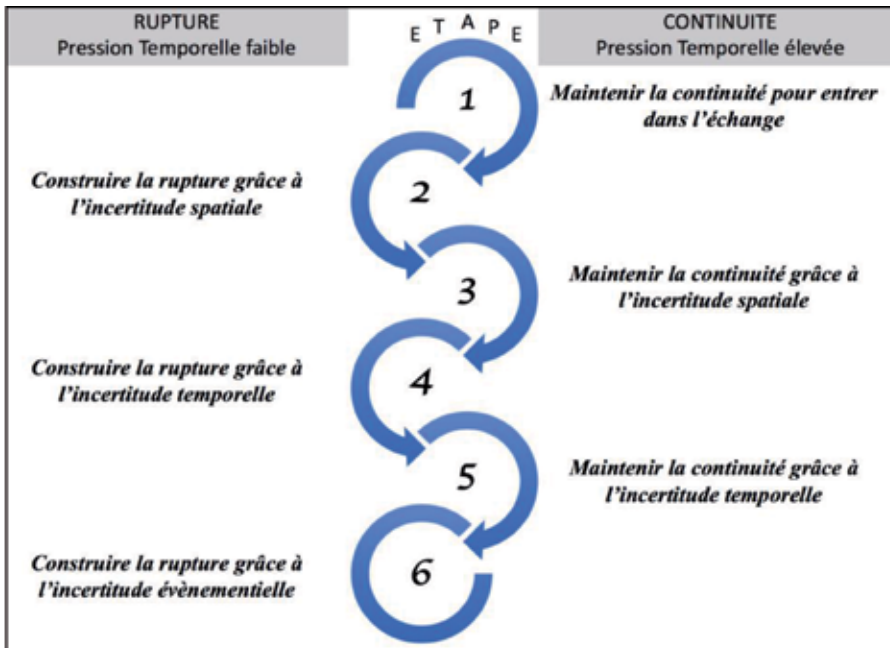 RUPTURE
Pression Temporelle faible
ETAPE
CONTINUITE
Pression Temporelle élevée
1
Maintenir la continuité pour entrer
dans l'échange
Construire la rupture grâce à
l'incertitude spatiale
2
3
Maintenir la continuité grâce à
l'incertitude spatiale
Construire la rupture grâce à
l'incertitude temporelle
4
5
Maintenir la continuité grâce à
l'incertitude temporelle
Construire la rupture grâce à
l'incertitude évènementielle
6